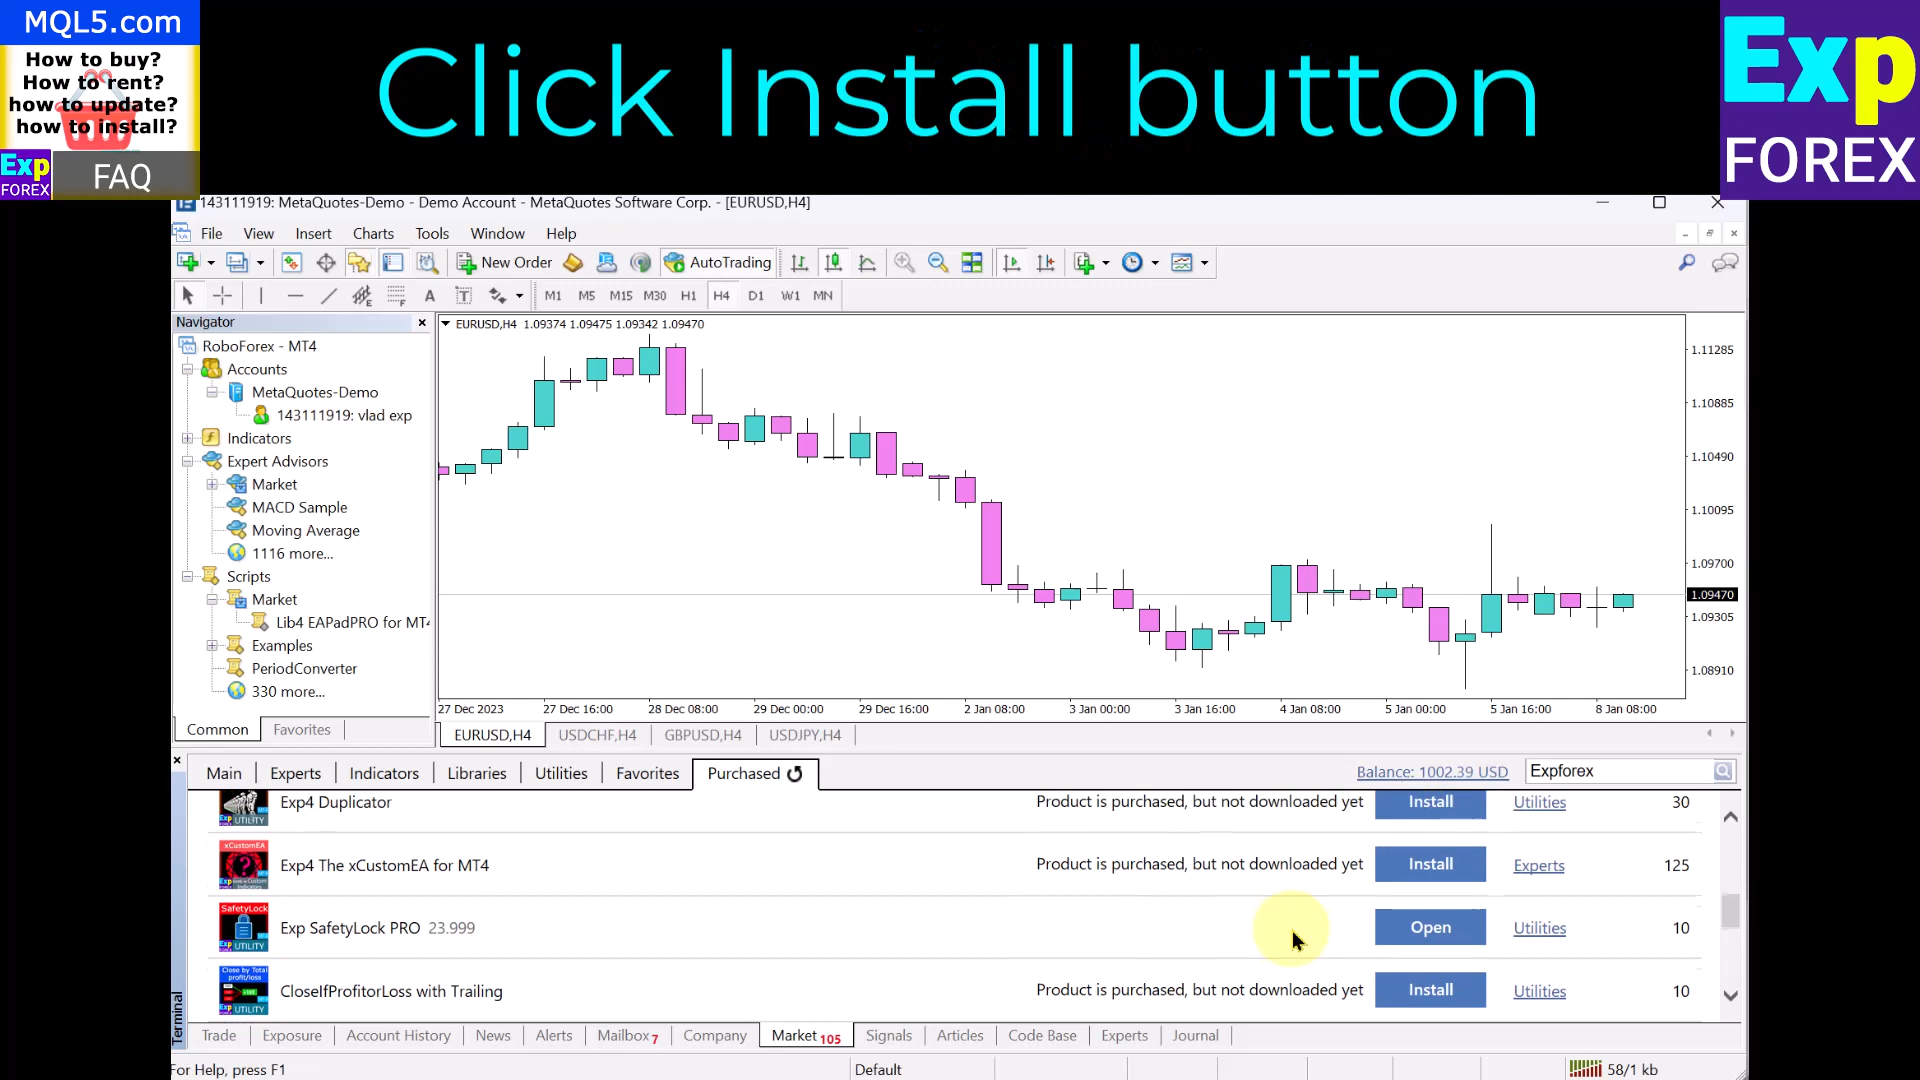 MQL5.com
How to buy?
How to rent?
how to update?
how to install?
Exp
FOREX
FAQ
Click Install button
Exp
FOREX
143111919: MetaQuotes-Demo - Demo Account - MetaQuotes Software Corp. - [EURUSD,H4]
File View Insert Charts Tools Window Help
New Order AutoTrading
A T M1 M5 M15 M30 H1 H4 D1 W1 MN
Navigator
RoboForex - MT4
Accounts
MetaQuotes-Demo
143111919: vlad exp
Indicators
Expert Advisors
Market
MACD Sample
Moving Average
1116 more...
Scripts
Market
Lib4 EAPadPRO for MT4
Examples
PeriodConverter
330 more...
Common Favorites
EURUSD,H4 1.09374 1.09475 1.09342 1.09470
1.11285
1.10885
1.10490
1.10095
1.09700
1.09470
1.09305
1.08910
27 Dec 2023 27 Dec 16:00 28 Dec 08:00 29 Dec 00:00 29 Dec 16:00 2 Jan 08:00 3 Jan 00:00 3 Jan 16:00 4 Jan 08:00 5 Jan 00:00 5 Jan 16:00 8 Jan 08:00
EURUSD,H4 USDCHF,H4 GBPUSD,H4 USDJPY,H4
Main Experts Indicators Libraries Utilities Favorites Purchased Balance: 1002.39 USD Expforex
Exp4 Duplicator Product is purchased, but not downloaded yet Install Utilities 30
Exp4 The xCustomEA for MT4 Product is purchased, but not downloaded yet Install Experts 125
Exp SafetyLock PRO 23.999 Open Utilities 10
CloseIfProfitorLoss with Trailing Product is purchased, but not downloaded yet Install Utilities 10
UTILITY
xCustomEA
SafetyLock
UTILITY
Close by Total
profit/loss
UTILITY
Terminal
Trade Exposure Account History News Alerts Mailbox 7 Company Market 105 Signals Articles Code Base Experts Journal
For Help, press F1 Default 58/1 kb